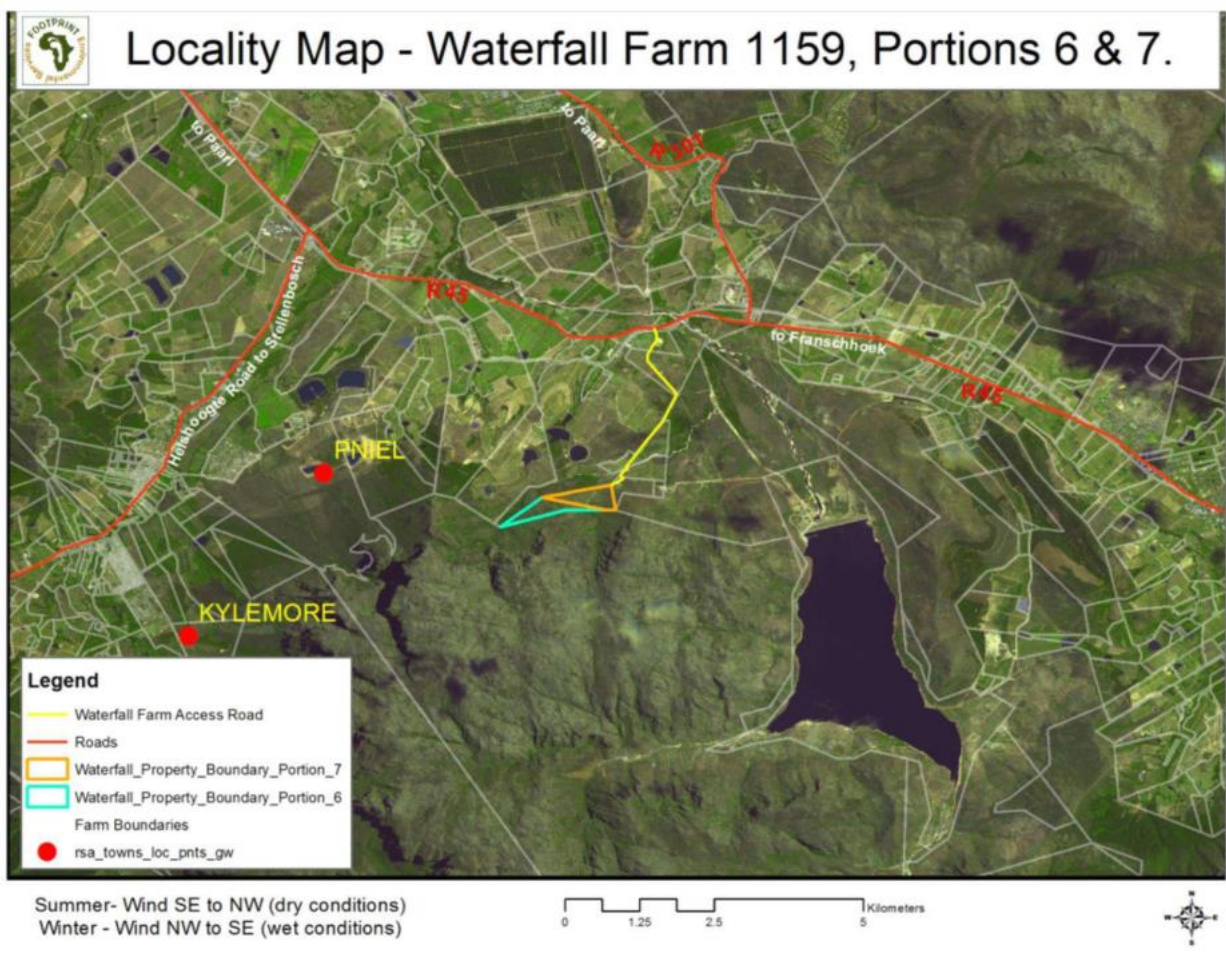 FOOTPRINT
Locality Map - Waterfall Farm 1159, Portions 6 & 7.
to Paarl
to Paarl
R 301
R45
Helshoogte Road to Stellenbosch
to Franschhoek
R45
PNIEL
KYLEMORE
Legend
Waterfall Farm Access Road
Roads
Waterfall_Property_Boundary_Portion_7
Waterfall_Property_Boundary_Portion_6
Farm Boundaries
rsa_towns_loc_pnts_gw
Summer- Wind SE to NW (dry conditions)
Winter - Wind NW to SE (wet conditions)
Kilometers
0 1.25 2.5 5
N
W E
S